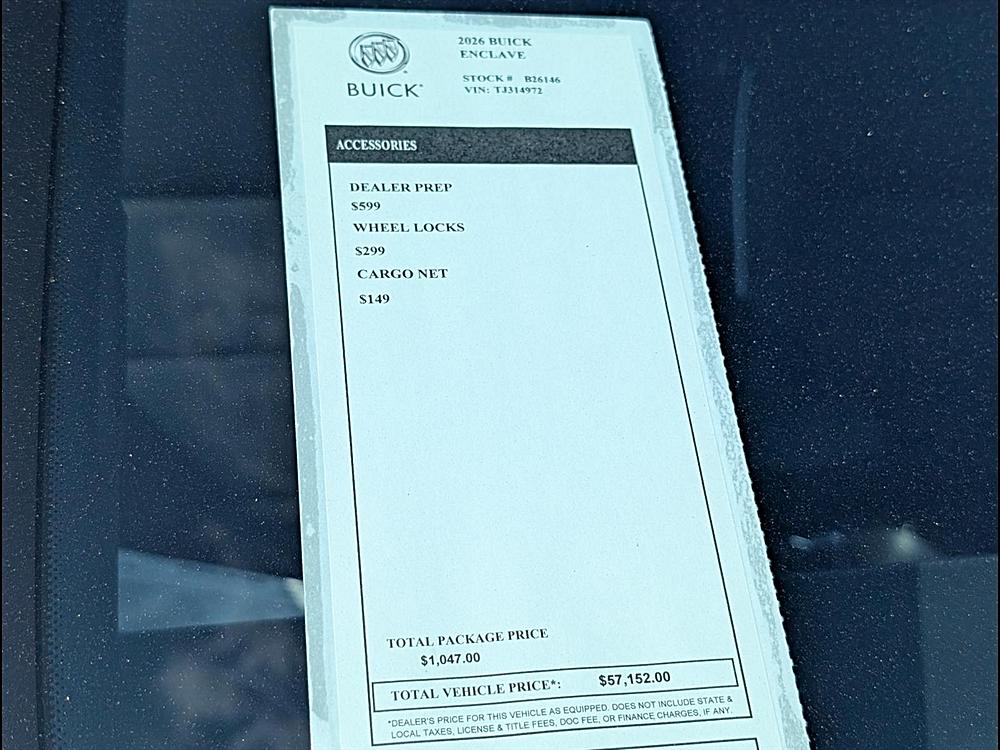 2026 BUICK
ENCLAVE
STOCK # B26146
VIN: TJ314972
BUICK
ACCESSORIES
DEALER PREP
$599
WHEEL LOCKS
$299
CARGO NET
$149
TOTAL PACKAGE PRICE
$1,047.00
TOTAL VEHICLE PRICE*: $57,152.00
*DEALER'S PRICE FOR THIS VEHICLE AS EQUIPPED. DOES NOT INCLUDE STATE &
LOCAL TAXES, LICENSE & TITLE FEES, DOC FEE, OR FINANCE CHARGES, IF ANY.